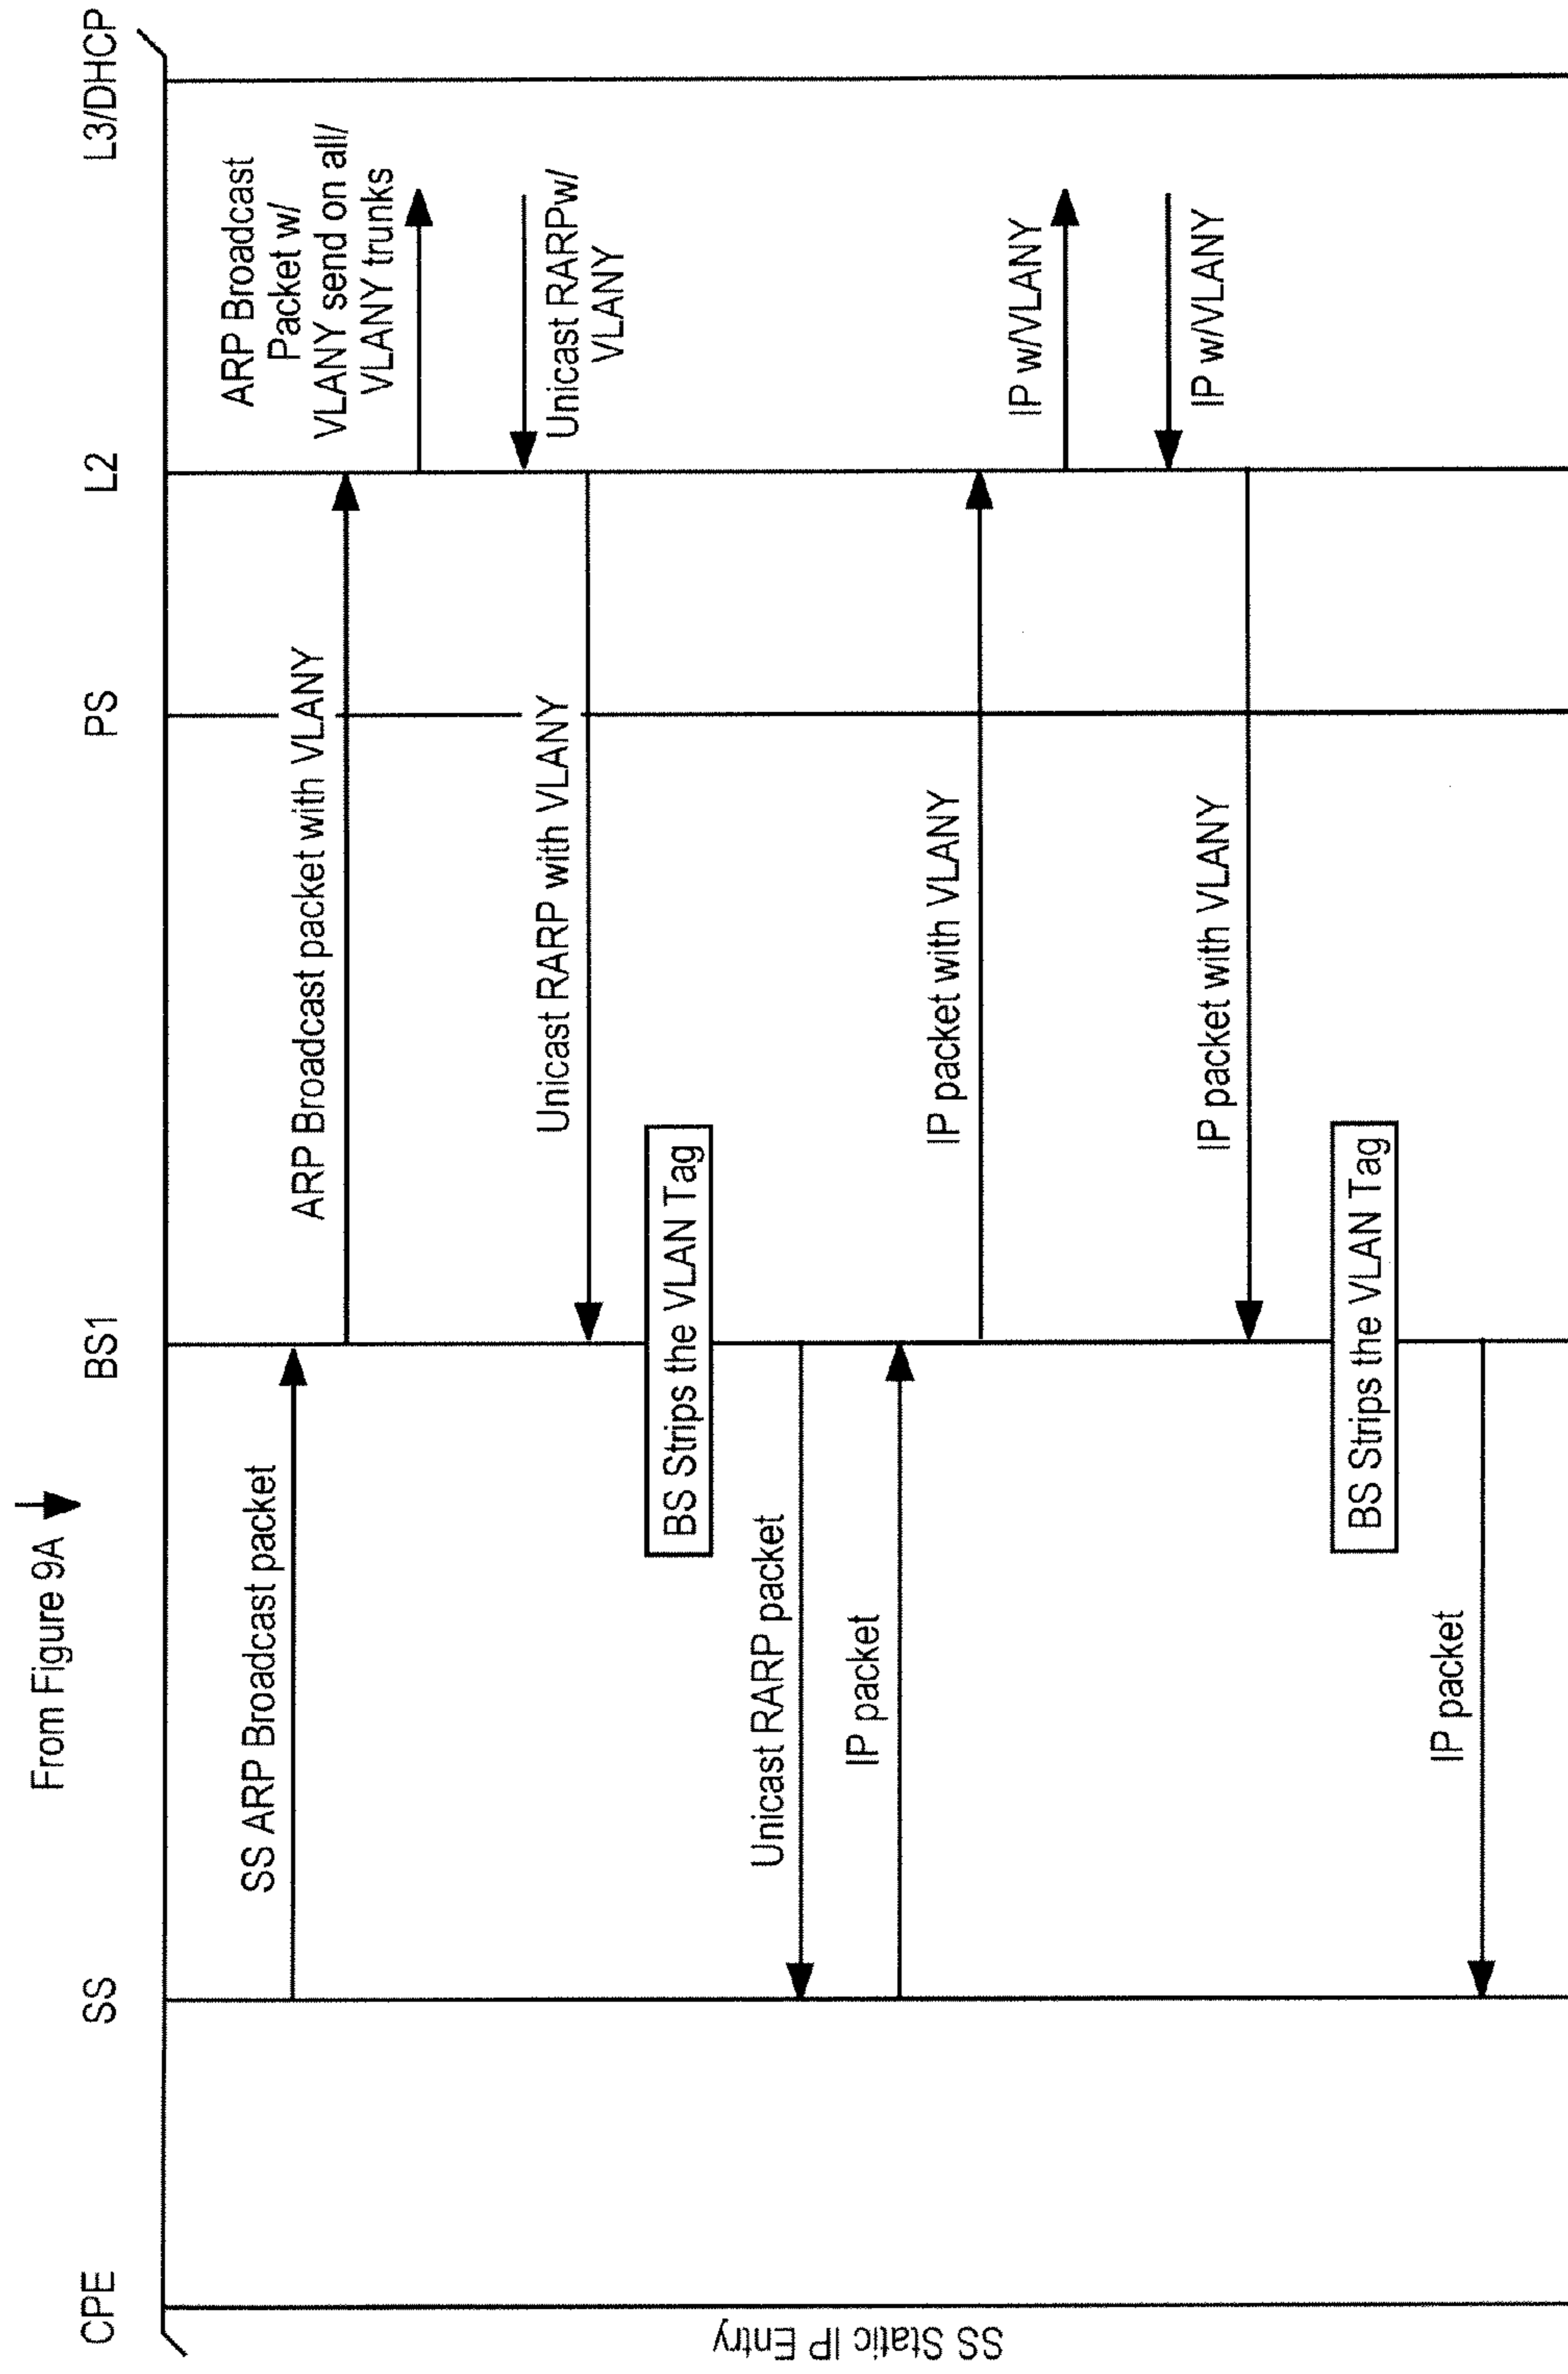 From Figure 9A
CPE
SS
BS1
PS
L2
L3/DHCP
SS Static IP Entry
SS ARP Broadcast packet
ARP Broadcast packet with VLANY
ARP Broadcast
Packet w/
VLANY send on all/
VLANY trunks
Unicast RARPw/
VLANY
Unicast RARP with VLANY
BS Strips the VLAN Tag
Unicast RARP packet
IP packet
IP packet with VLANY
IP w/VLANY
IP w/VLANY
IP packet with VLANY
BS Strips the VLAN Tag
IP packet